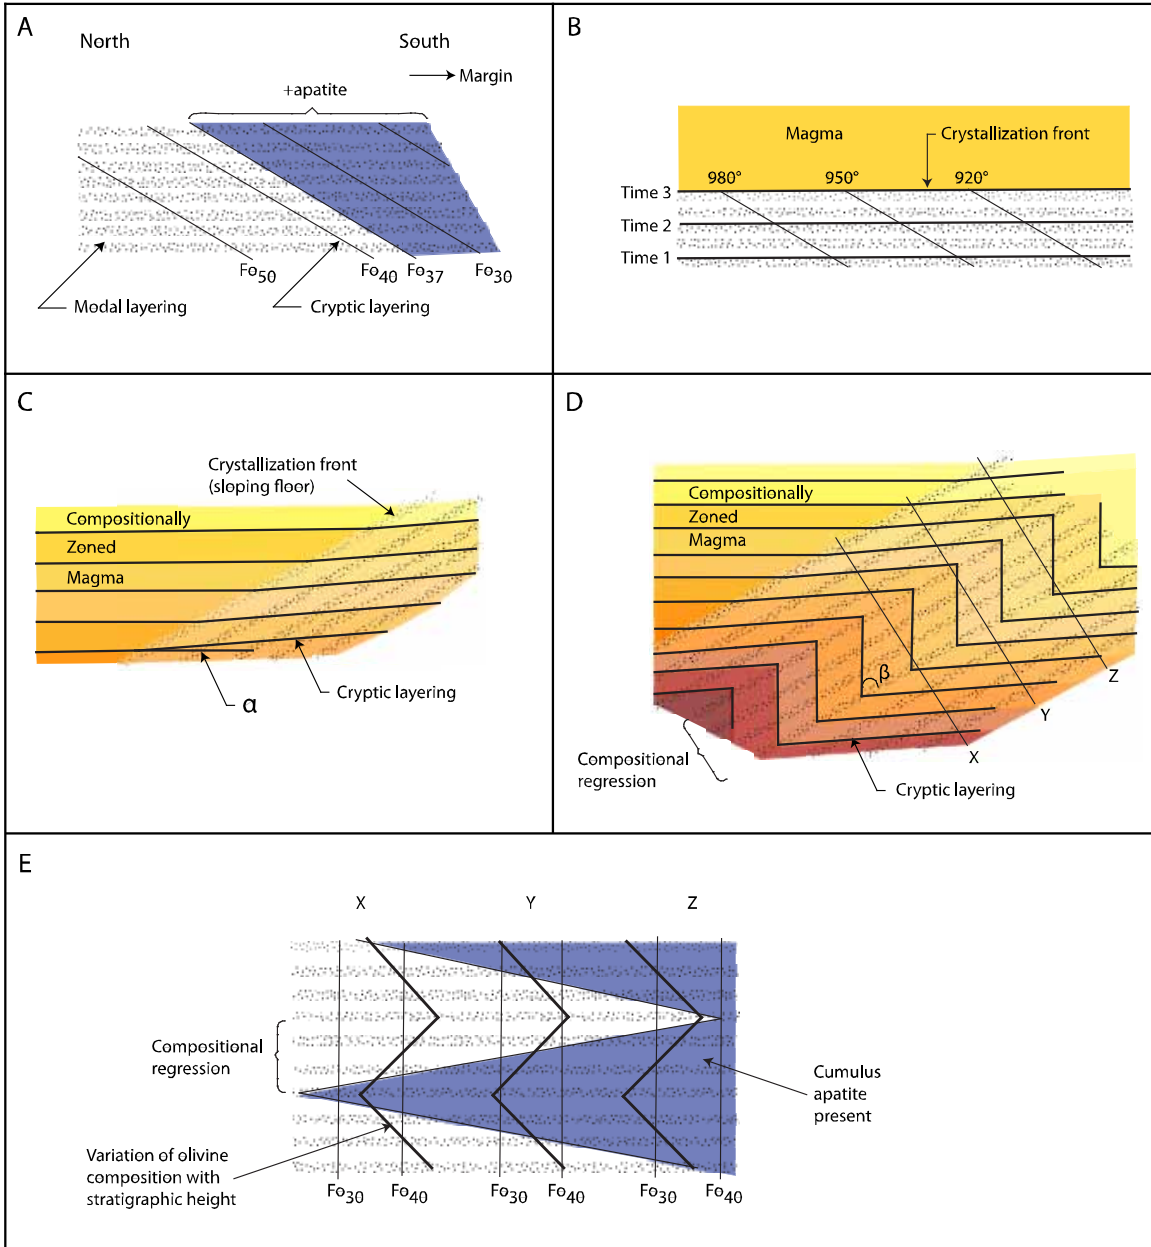 A
North
South
Margin
+apatite
Fo50
Fo40
Fo37
Fo30
Modal layering
Cryptic layering
B
Magma
Crystallization front
980°
950°
920°
Time 3
Time 2
Time 1
C
Crystallization front
(sloping floor)
Compositionally
Zoned
Magma
Cryptic layering
α
D
Compositionally
Zoned
Magma
β
Z
Y
X
Compositional
regression
Cryptic layering
E
X
Y
Z
Compositional
regression
Cumulus
apatite
present
Variation of olivine
composition with
stratigraphic height
Fo30
Fo40
Fo30
Fo40
Fo30
Fo40